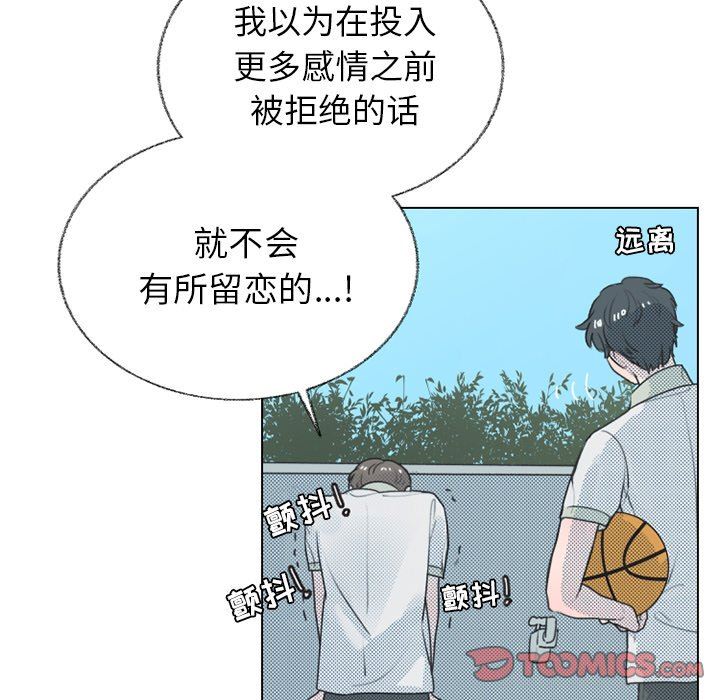 我以为在投入
更多感情之前
被拒绝的话
就不会
有所留恋的...!
远离
颤抖!
颤抖!
颤抖!
TOOMICS.COM